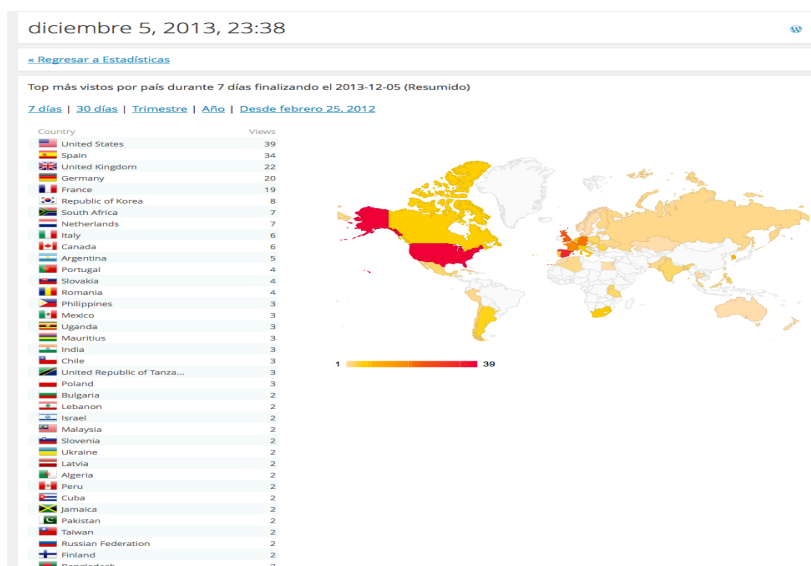 diciembre 5, 2013, 23:38
« Regresar a Estadísticas
Top más vistos por país durante 7 días finalizando el 2013-12-05 (Resumido)
7 días | 30 días | Trimestre | Año | Desde febrero 25, 2012
Country Views
United States 39
Spain 34
United Kingdom 22
Germany 20
France 19
Republic of Korea 8
South Africa 7
Netherlands 7
Italy 6
Canada 6
Argentina 5
Portugal 4
Slovakia 4
Romania 4
Philippines 3
Mexico 3
Uganda 3
Mauritius 3
India 3
Chile 3
United Republic of Tanza... 3
Poland 3
Bulgaria 2
Lebanon 2
Israel 2
Malaysia 2
Slovenia 2
Ukraine 2
Latvia 2
Algeria 2
Peru 2
Cuba 2
Jamaica 2
Pakistan 2
Taiwan 2
Russian Federation 2
Finland 2
Bangladesh 2
1 39